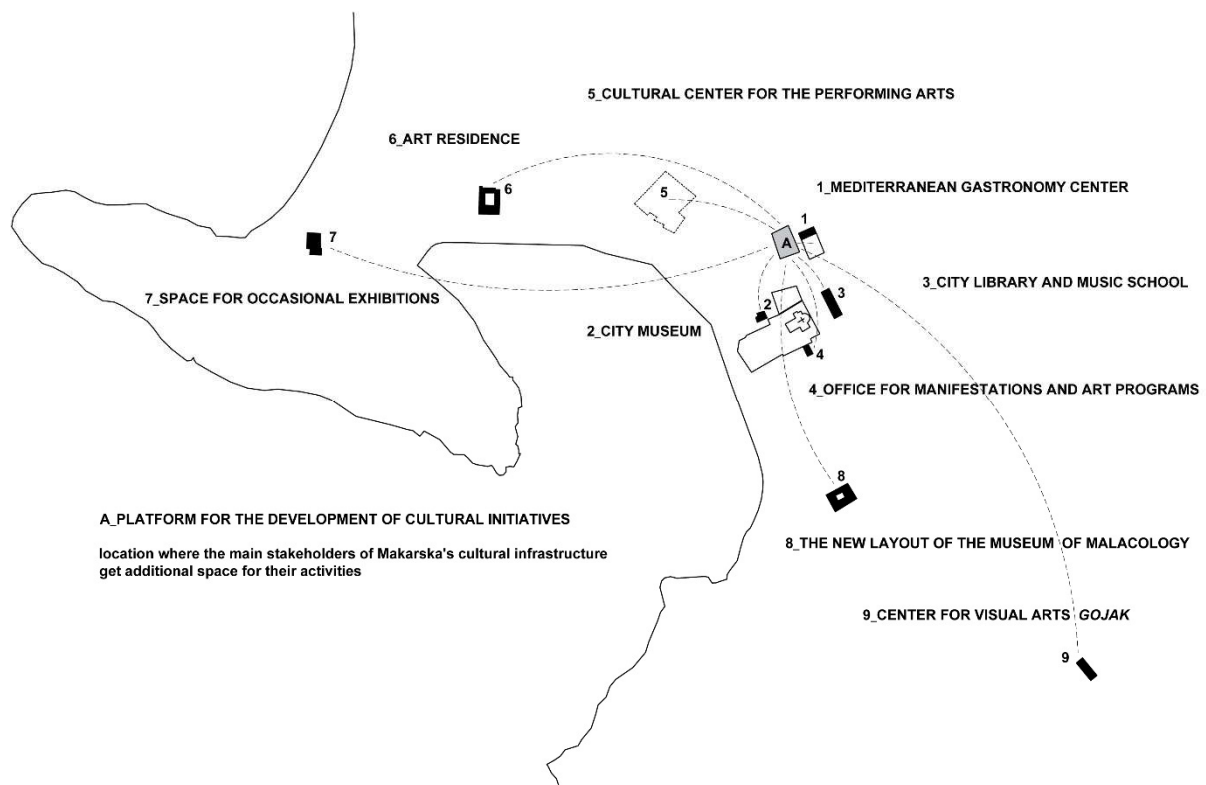 5_CULTURAL CENTER FOR THE PERFORMING ARTS
6_ART RESIDENCE
6
5
1_MEDITERRANEAN GASTRONOMY CENTER
1
7
A
3_CITY LIBRARY AND MUSIC SCHOOL
7_SPACE FOR OCCASIONAL EXHIBITIONS
3
2
2_CITY MUSEUM
4
4_OFFICE FOR MANIFESTATIONS AND ART PROGRAMS
8
A_PLATFORM FOR THE DEVELOPMENT OF CULTURAL INITIATIVES
8_THE NEW LAYOUT OF THE MUSEUM OF MALACOLOGY
location where the main stakeholders of Makarska's cultural infrastructure
get additional space for their activities
9_CENTER FOR VISUAL ARTS GOJAK
9